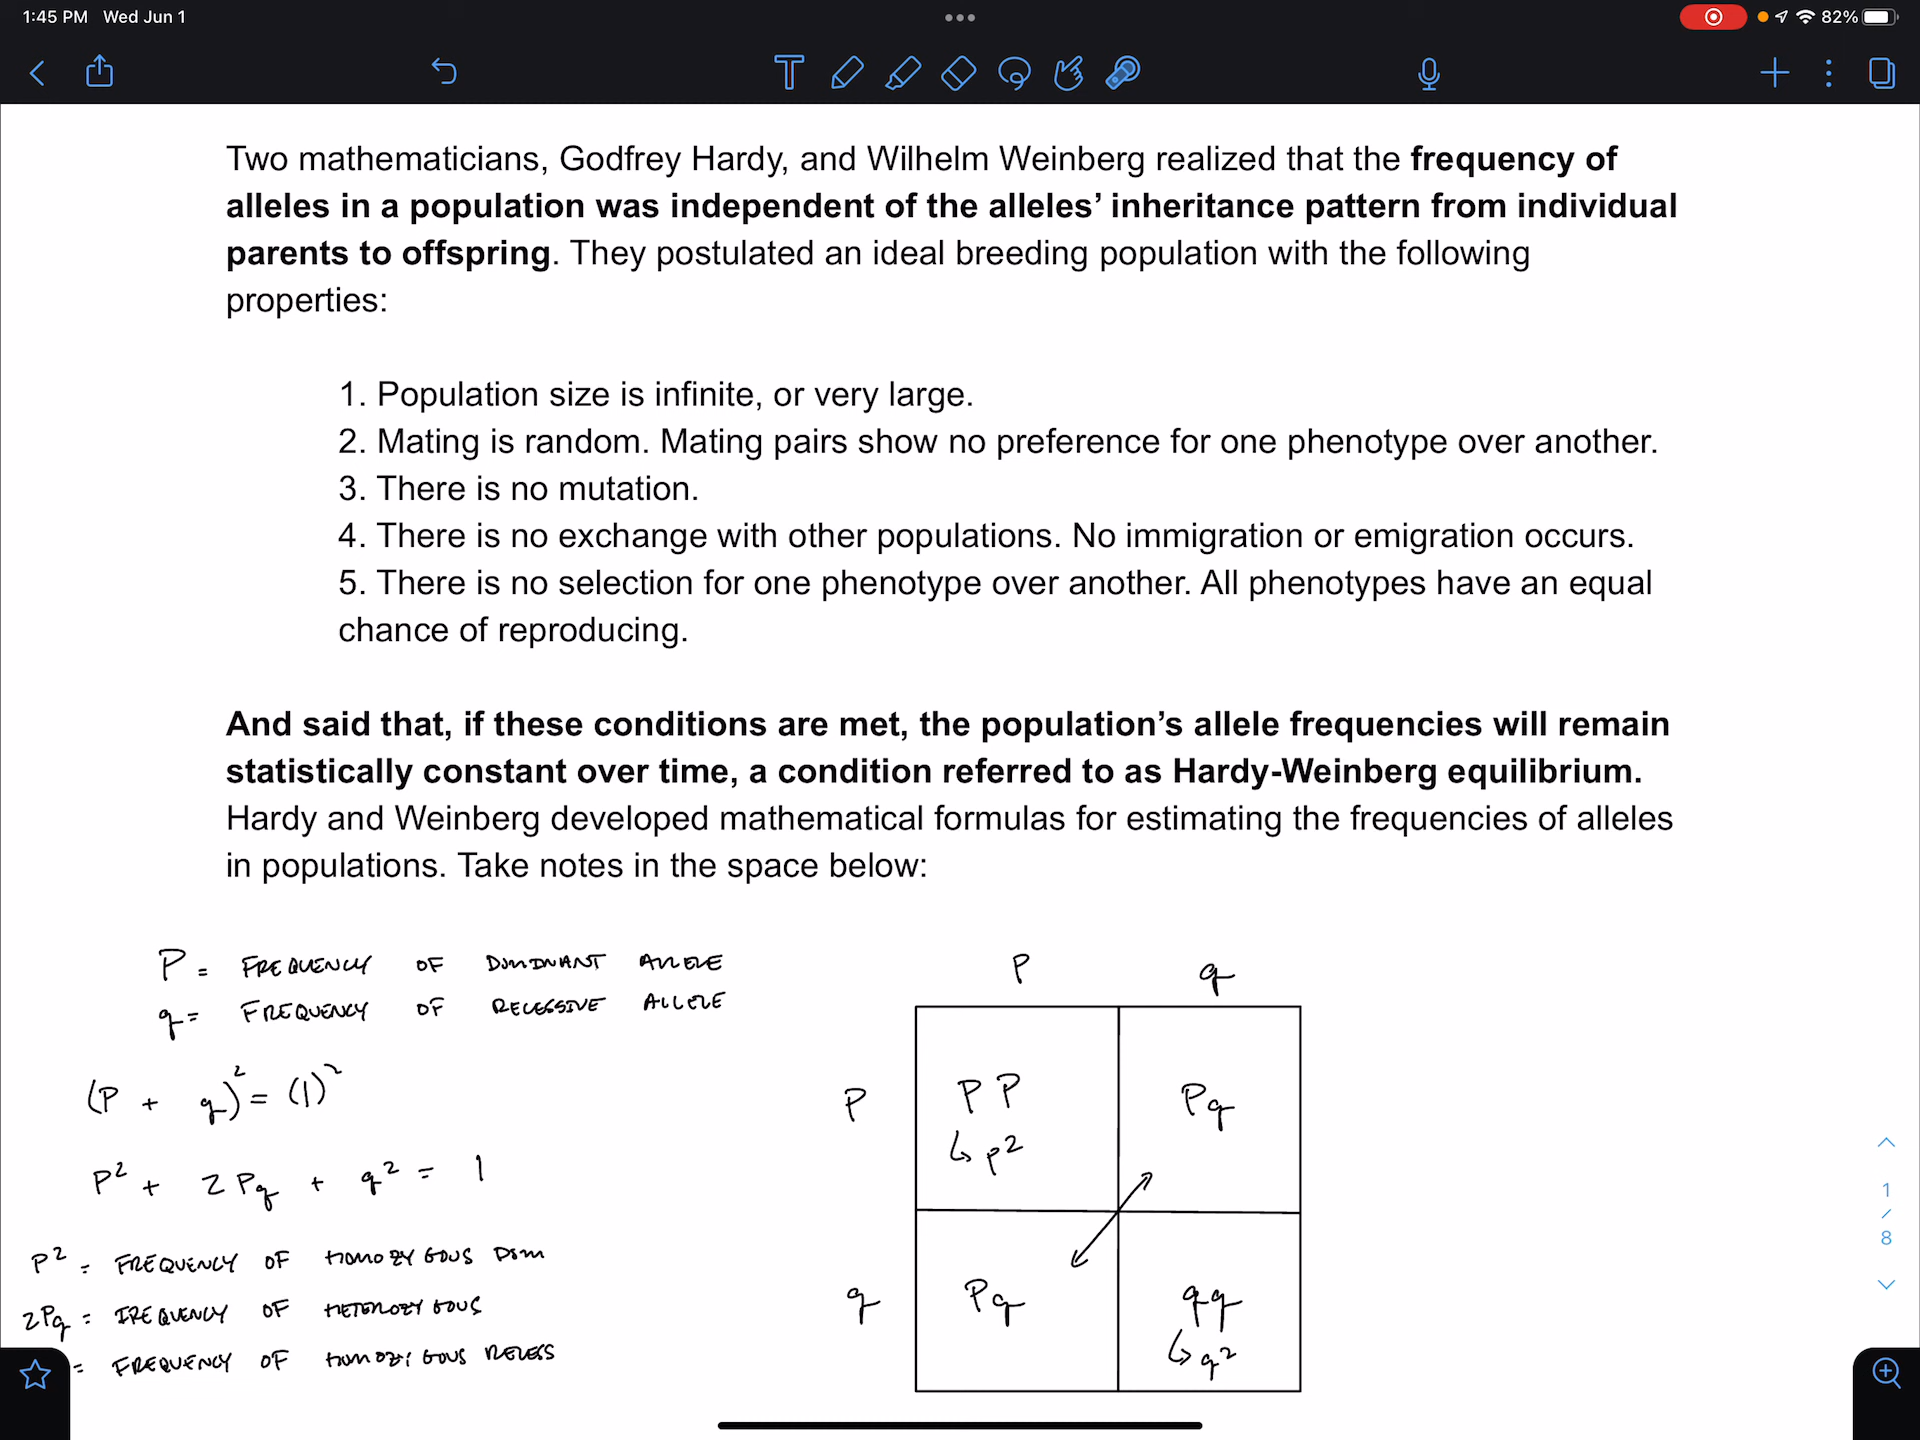 1:45 PM Wed Jun 1
82%
Two mathematicians, Godfrey Hardy, and Wilhelm Weinberg realized that the frequency of
alleles in a population was independent of the alleles’ inheritance pattern from individual
parents to offspring. They postulated an ideal breeding population with the following
properties:
1. Population size is infinite, or very large.
2. Mating is random. Mating pairs show no preference for one phenotype over another.
3. There is no mutation.
4. There is no exchange with other populations. No immigration or emigration occurs.
5. There is no selection for one phenotype over another. All phenotypes have an equal
chance of reproducing.
And said that, if these conditions are met, the population’s allele frequencies will remain
statistically constant over time, a condition referred to as Hardy-Weinberg equilibrium.
Hardy and Weinberg developed mathematical formulas for estimating the frequencies of alleles
in populations. Take notes in the space below:
P = FREQUENCY OF DOMINANT ALLELE
q = FREQUENCY OF RECESSIVE ALLELE
(P + q)² = (1)²
P² + 2Pq + q² = 1
P² = FREQUENCY OF HOMOZYGOUS DOM
2Pq = FREQUENCY OF HETEROZYGOUS
= FREQUENCY OF HOMOZYGOUS RECESS
P q
P PP Pq
↳ P²
q Pq qq
↳ q²
1
/
8